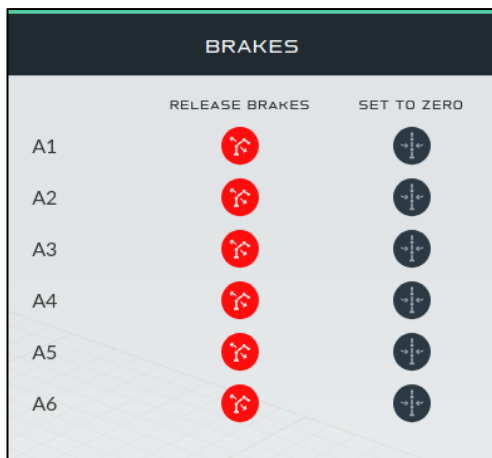 BRAKES
RELEASE BRAKES SET TO ZERO
A1
A2
A3
A4
A5
A6